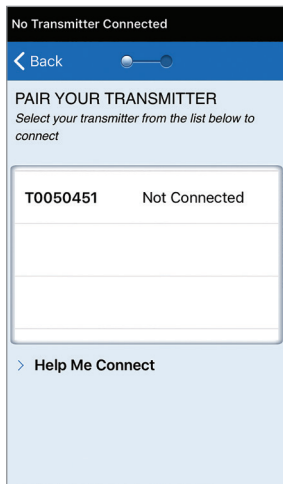 No Transmitter Connected
Back
PAIR YOUR TRANSMITTER
Select your transmitter from the list below to
connect
T0050451 Not Connected
Help Me Connect